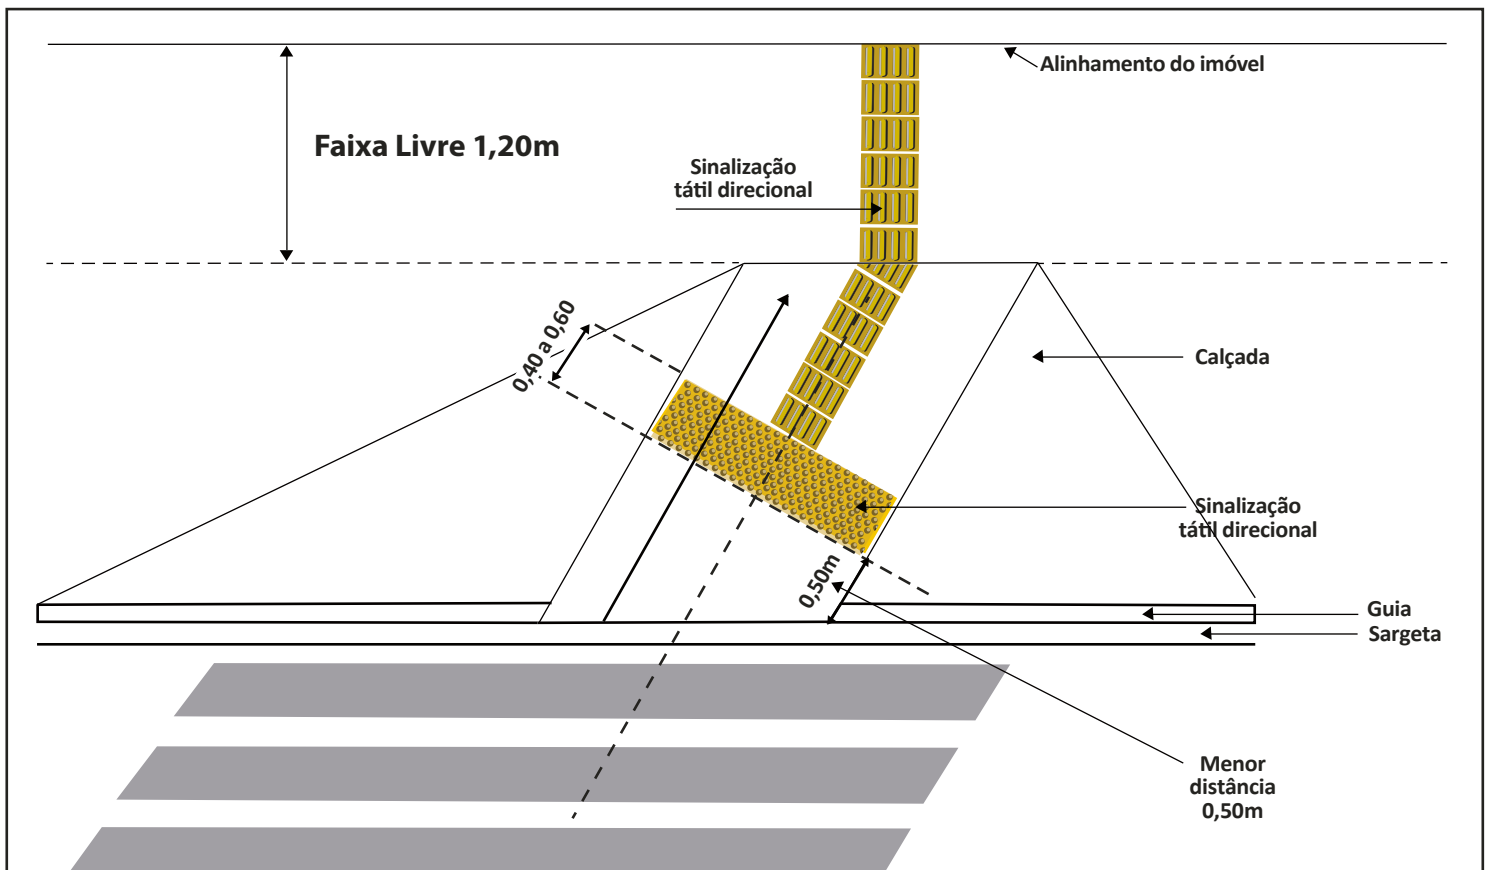 Alinhamento do imóvel
Faixa Livre 1,20m
Sinalização
tátil direcional
0,40 a 0,60
Calçada
Sinalização
tátil direcional
0,50m
Guia
Sargeta
Menor
distância
0,50m